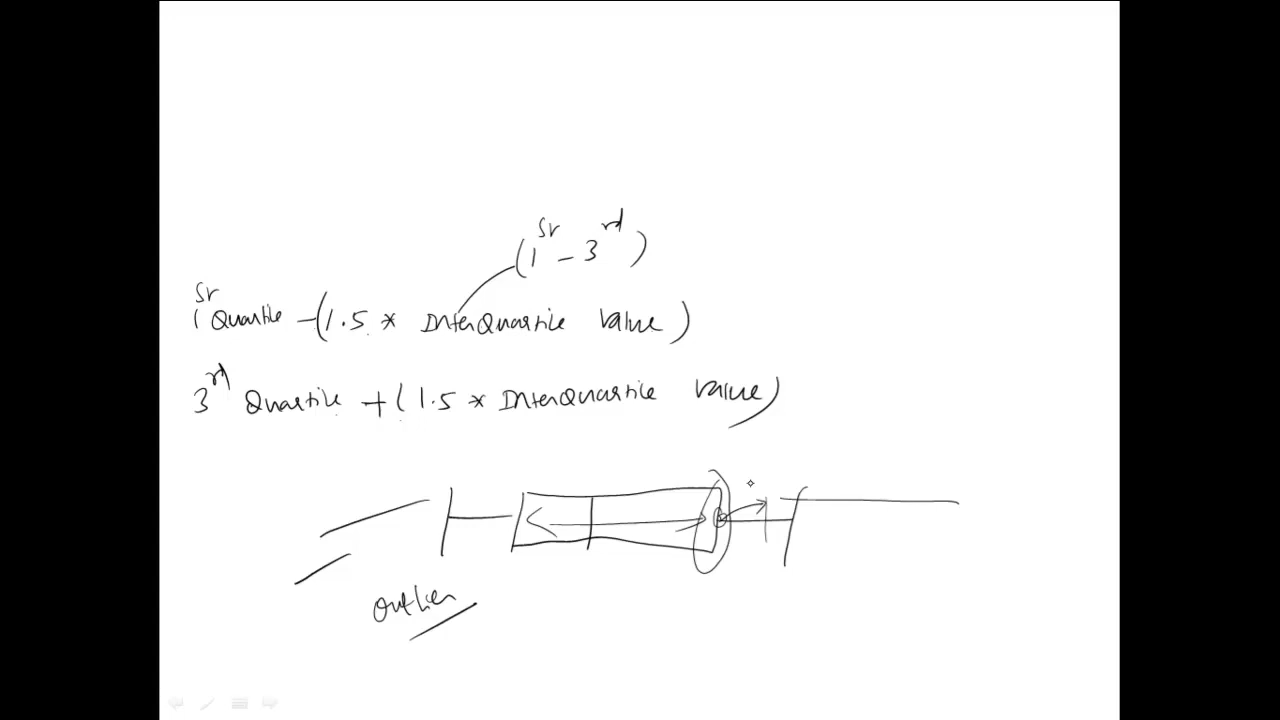 (1st - 3rd)
1st Quartile - (1.5 * InterQuartile Value)
3rd Quartile + (1.5 * InterQuartile Value)
Outlier